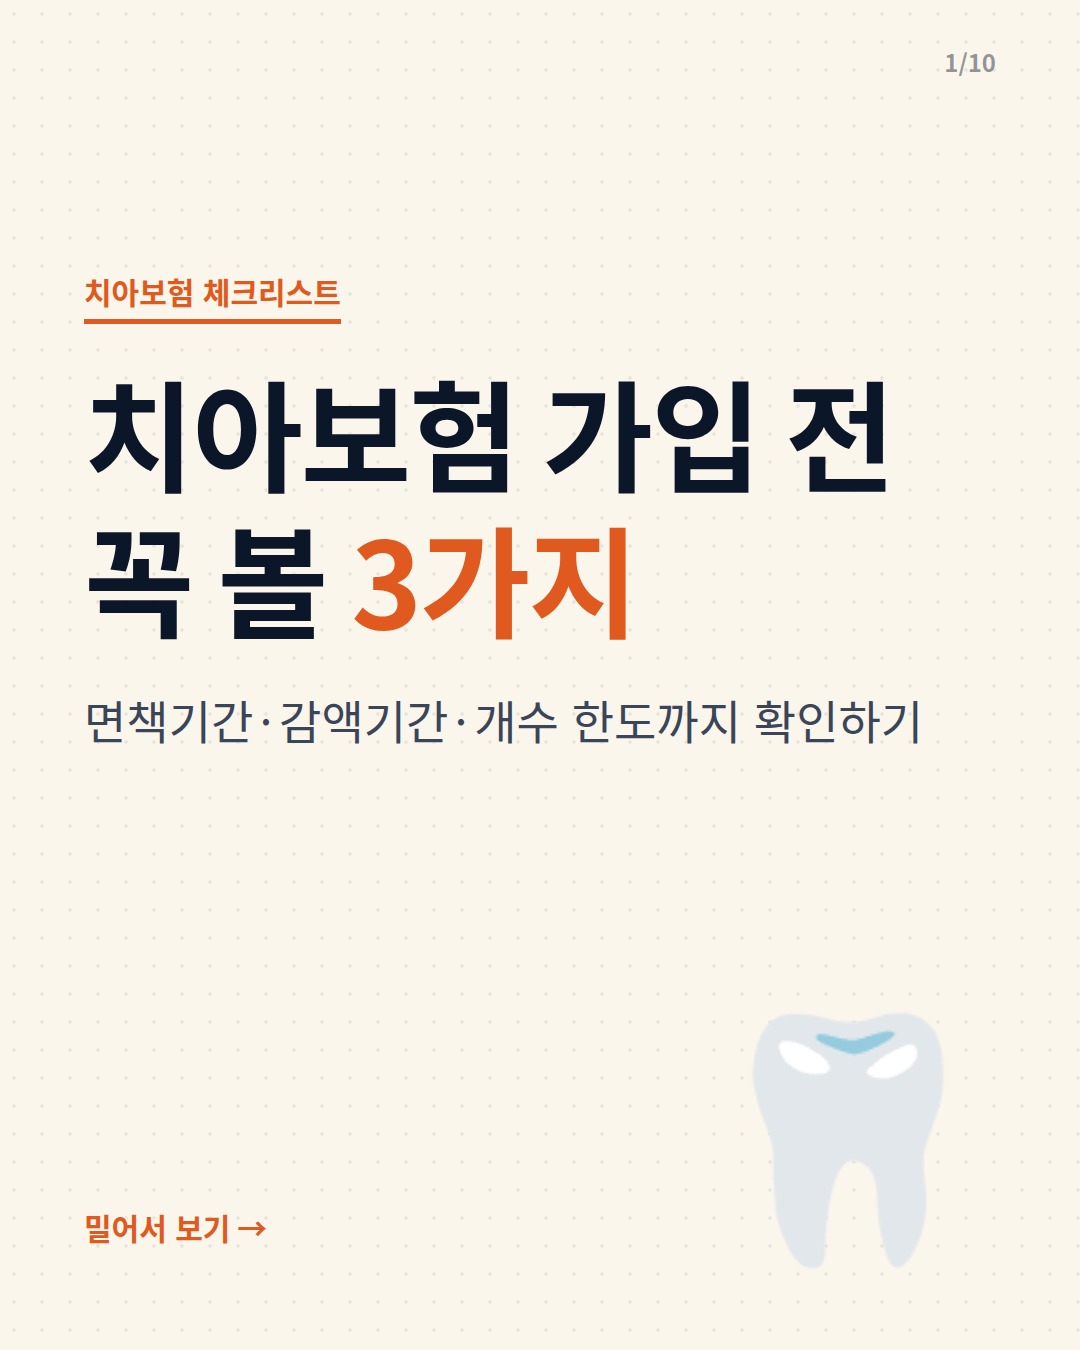 1/10
치아보험 체크리스트
치아보험 가입 전
꼭 볼 3가지
면책기간·감액기간·개수 한도까지 확인하기
밀어서 보기 →